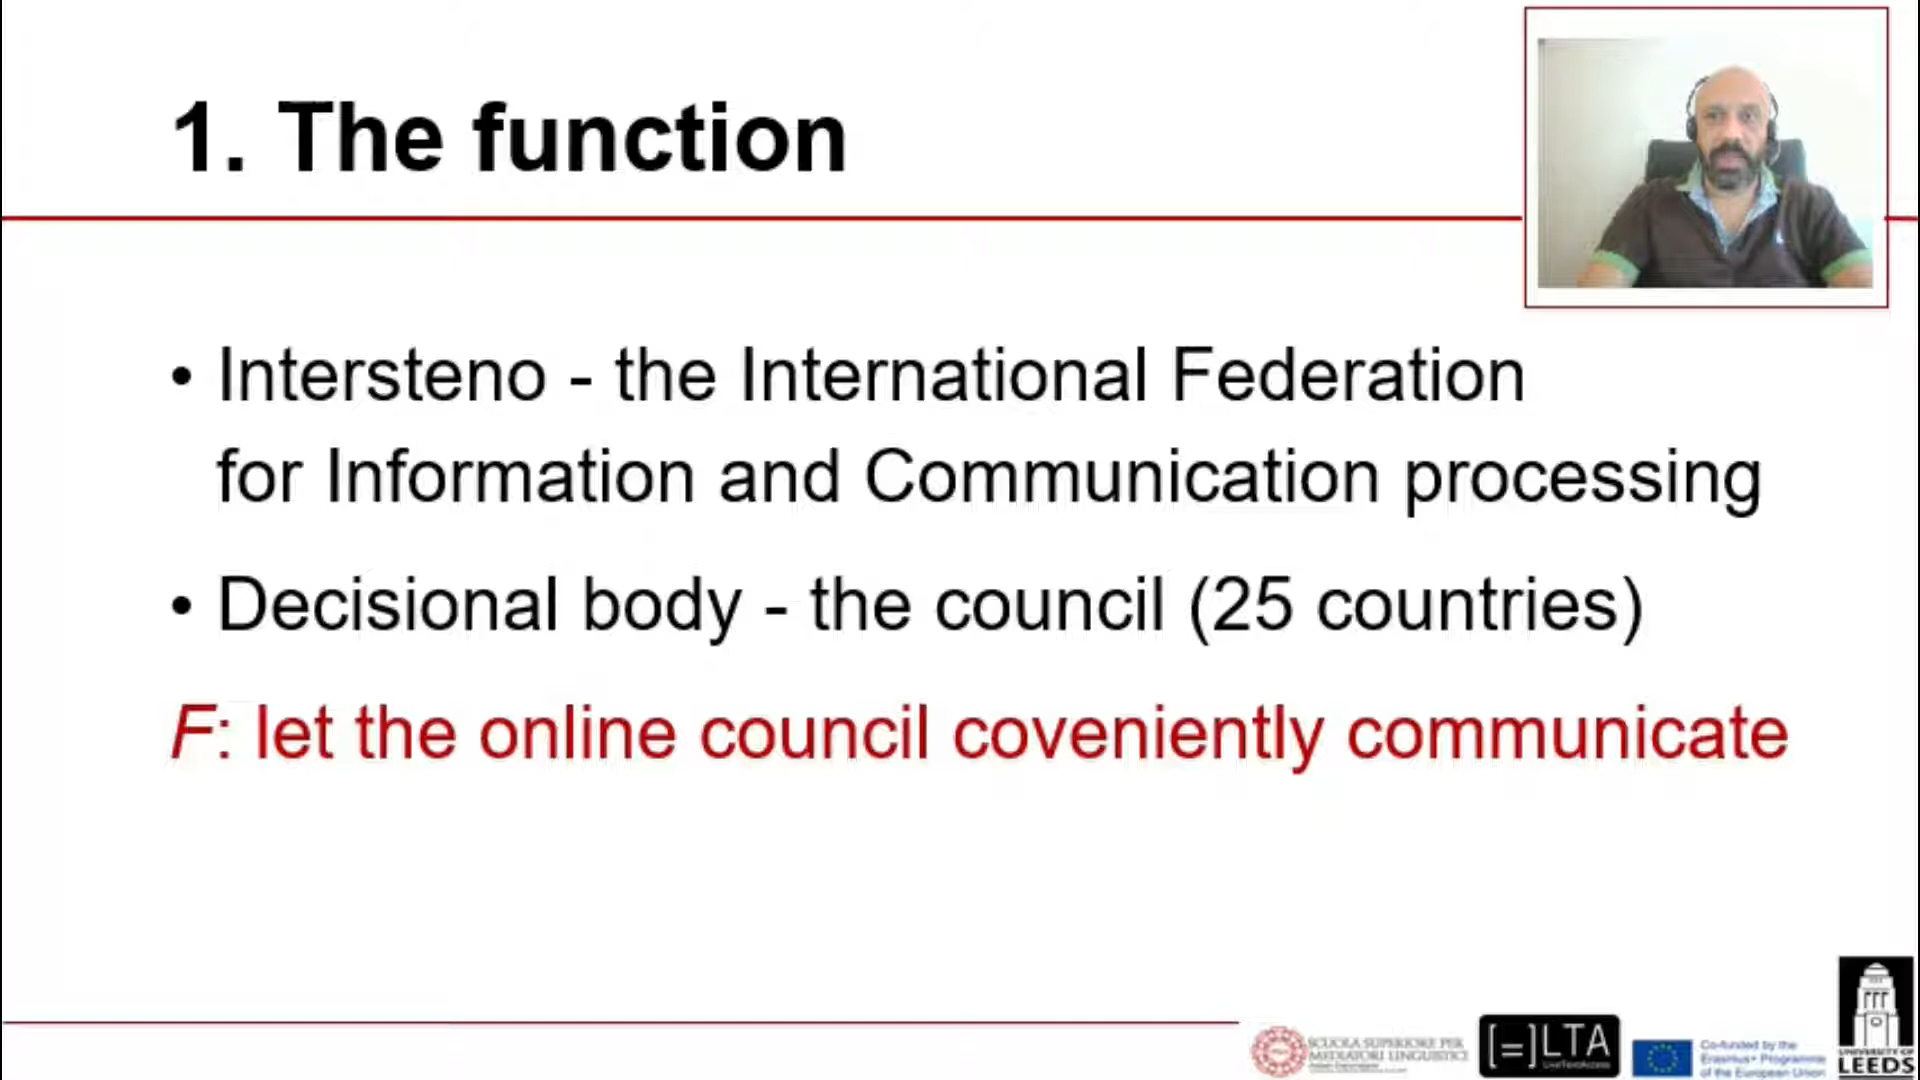 1. The function
• Intersteno - the International Federation
for Information and Communication processing
• Decisional body - the council (25 countries)
F: let the online council coveniently communicate
SCUOLA SUPERIORE PER
MEDIATORI LINGUISTICI
[=]LTA
LiveTextAccess
Co-funded by the
Erasmus+ Programme
of the European Union
UNIVERSITY OF
LEEDS